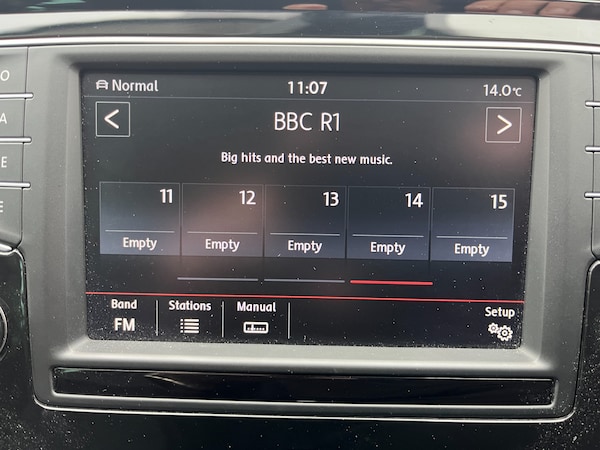 Normal 11:07 14.0°C
< BBC R1 >
Big hits and the best new music.
11 12 13 14 15
Empty Empty Empty Empty Empty
Band Stations Manual Setup
FM